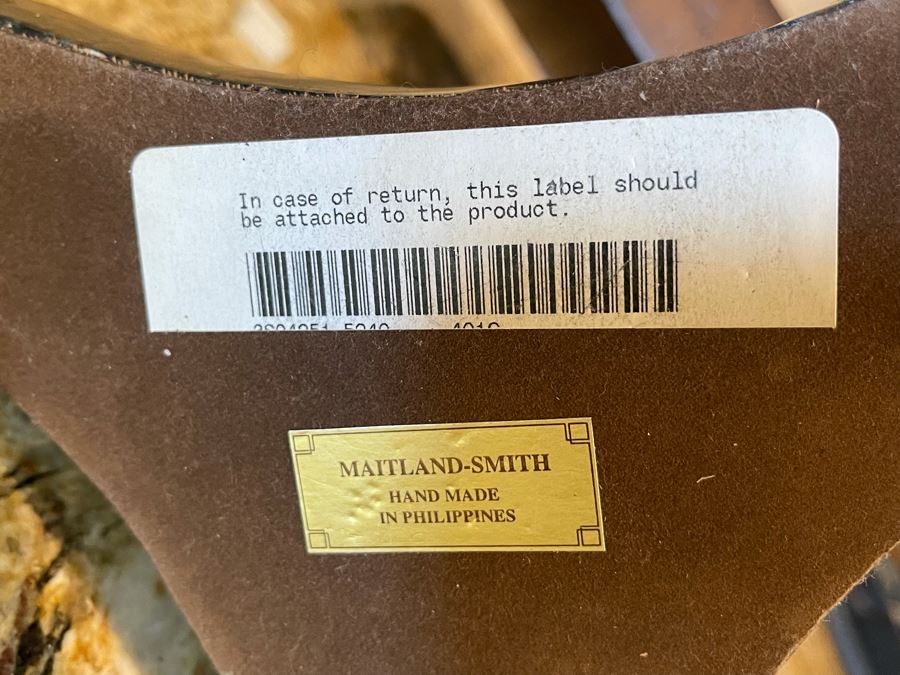 In case of return, this label should
be attached to the product.
MAITLAND-SMITH
HAND MADE
IN PHILIPPINES